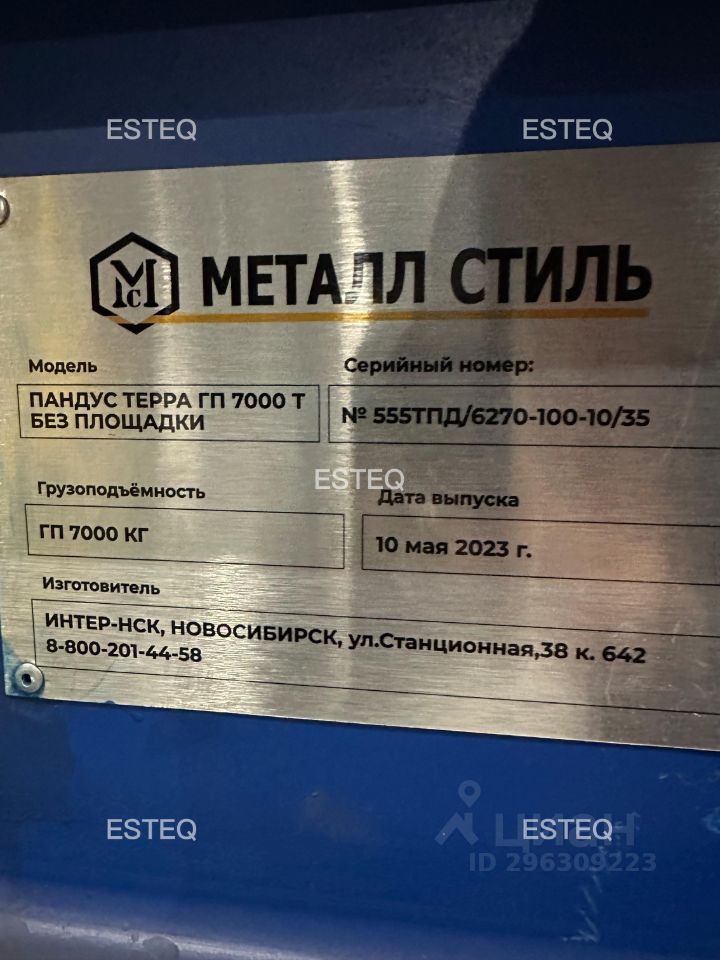 ESTEQ ESTEQ
Мс МЕТАЛЛ СТИЛЬ
Модель
ПАНДУС ТЕРРА ГП 7000 Т
БЕЗ ПЛОЩАДКИ
Серийный номер:
№ 555ТПД/6270-100-10/35
ESTEQ
Грузоподъёмность
ГП 7000 КГ
Дата выпуска
10 мая 2023 г.
Изготовитель
ИНТЕР-НСК, НОВОСИБИРСК, ул.Станционная,38 к. 642
8-800-201-44-58
ESTEQ ESTEQ
ЦИАН
ID 296309223